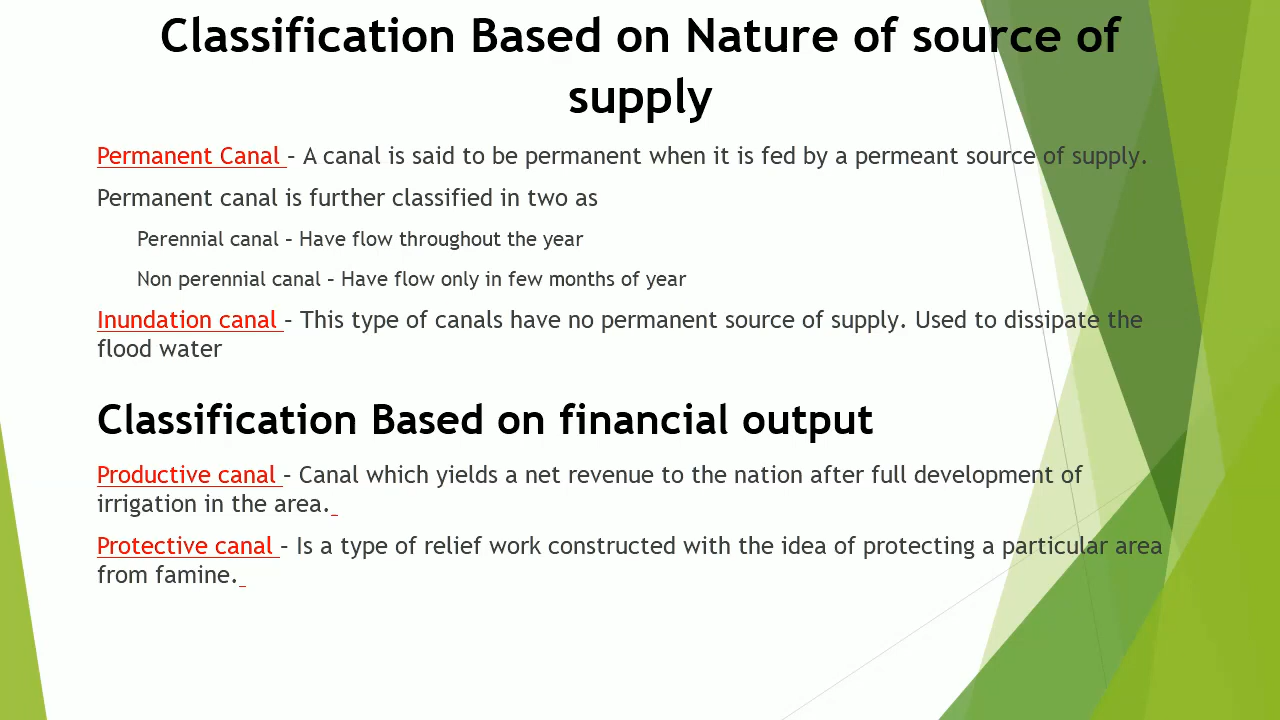 Classification Based on Nature of source of
supply
Permanent Canal – A canal is said to be permanent when it is fed by a permeant source of supply.
Permanent canal is further classified in two as
Perennial canal – Have flow throughout the year
Non perennial canal – Have flow only in few months of year
Inundation canal – This type of canals have no permanent source of supply. Used to dissipate the
flood water
Classification Based on financial output
Productive canal – Canal which yields a net revenue to the nation after full development of
irrigation in the area.
Protective canal – Is a type of relief work constructed with the idea of protecting a particular area
from famine.